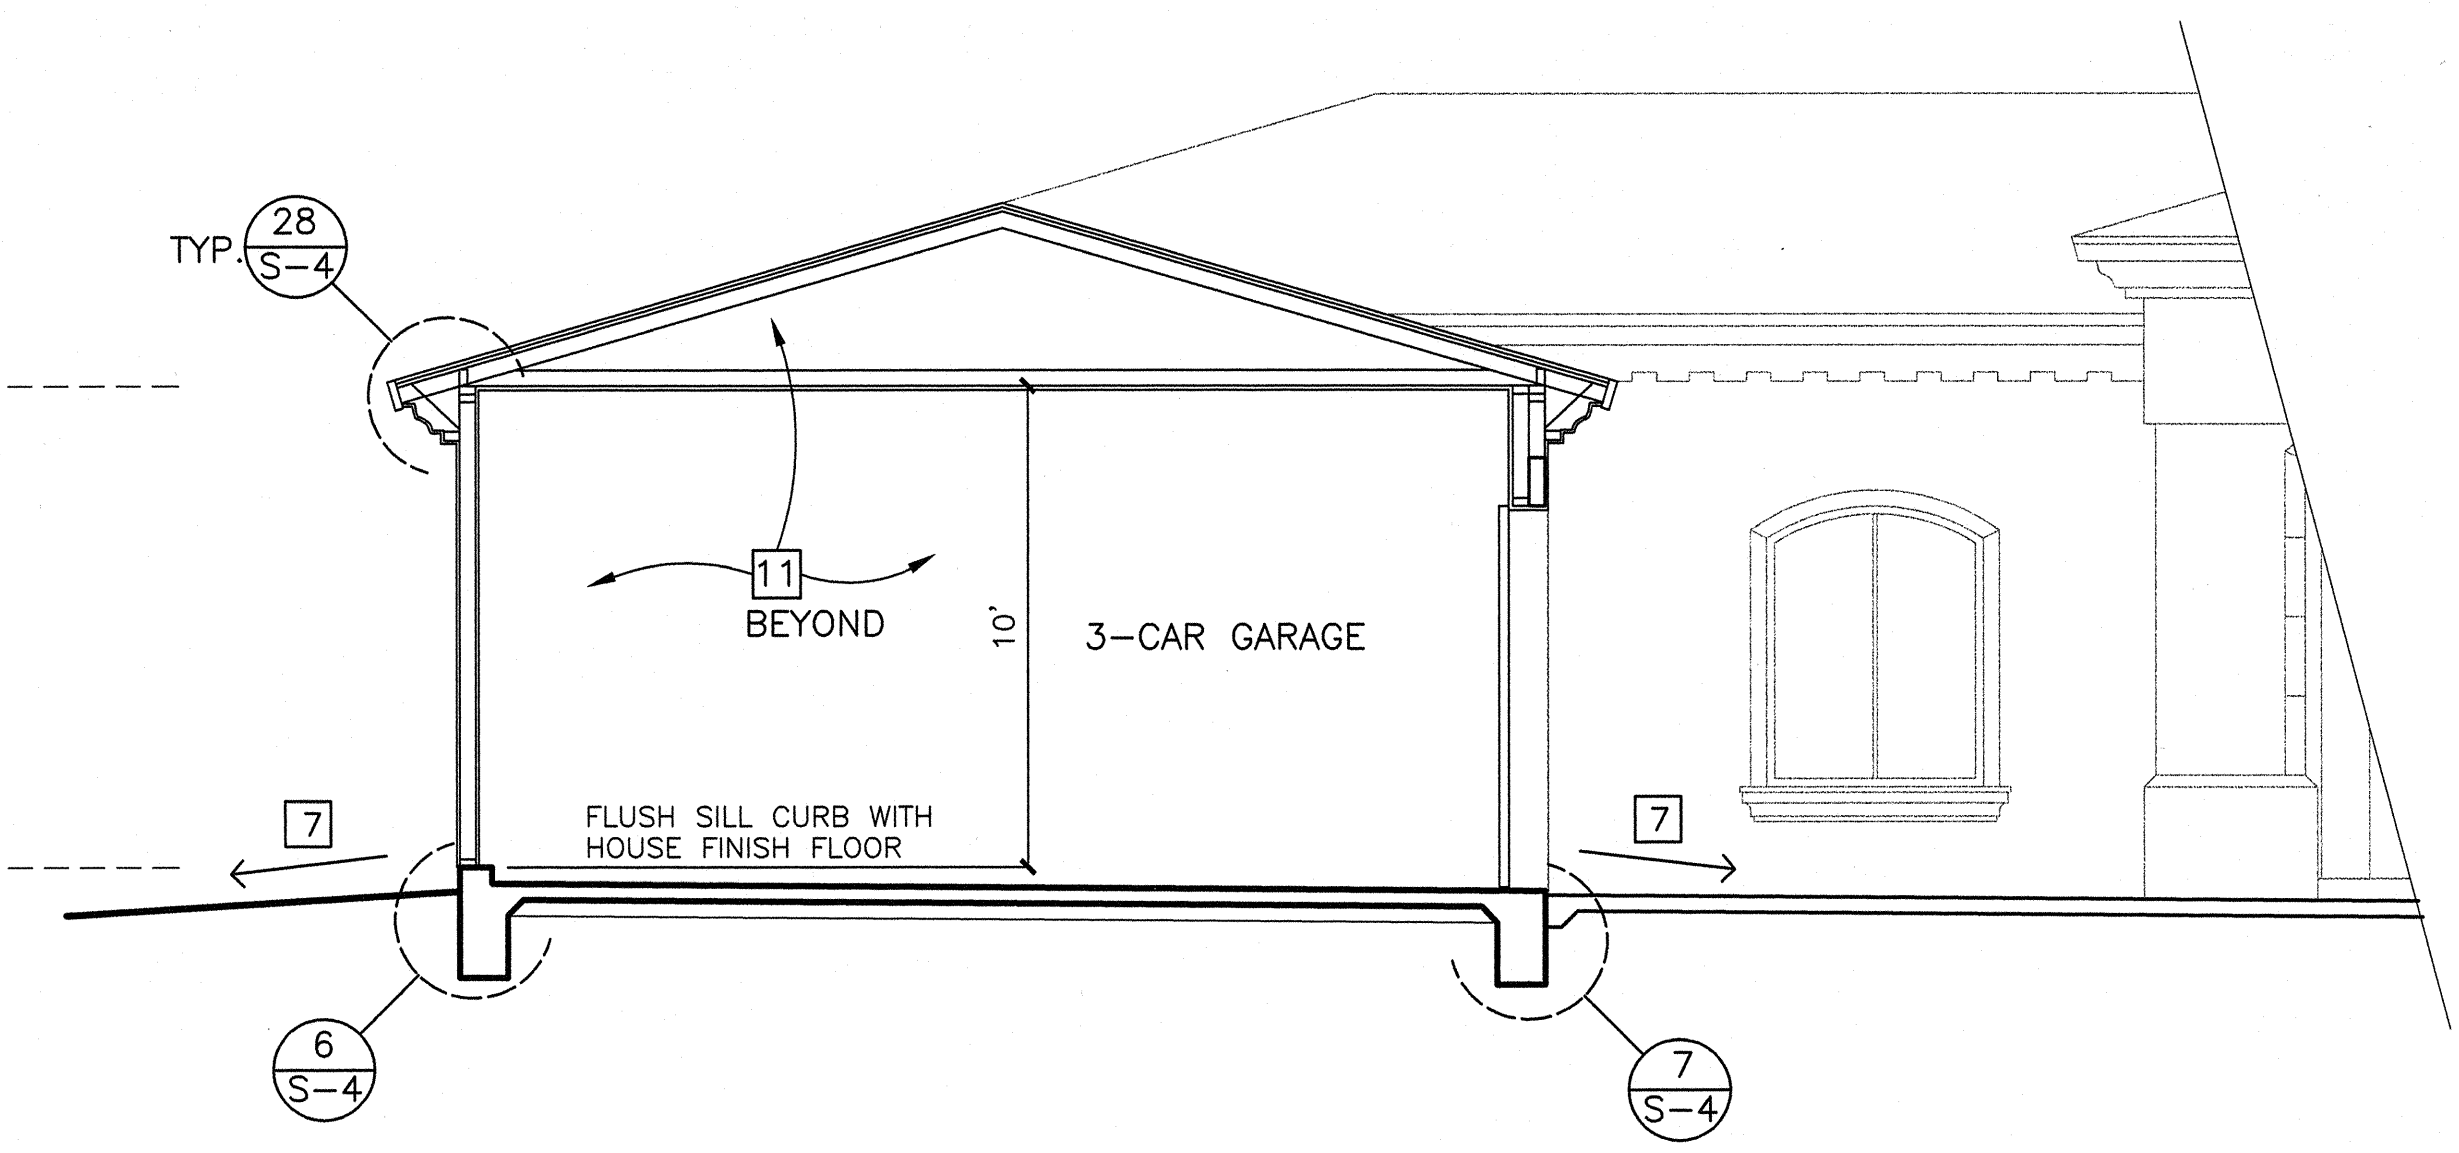 28
TYP.
S-4
11
BEYOND
10'
3-CAR GARAGE
7
FLUSH SILL CURB WITH
HOUSE FINISH FLOOR
7
6
S-4
7
S-4